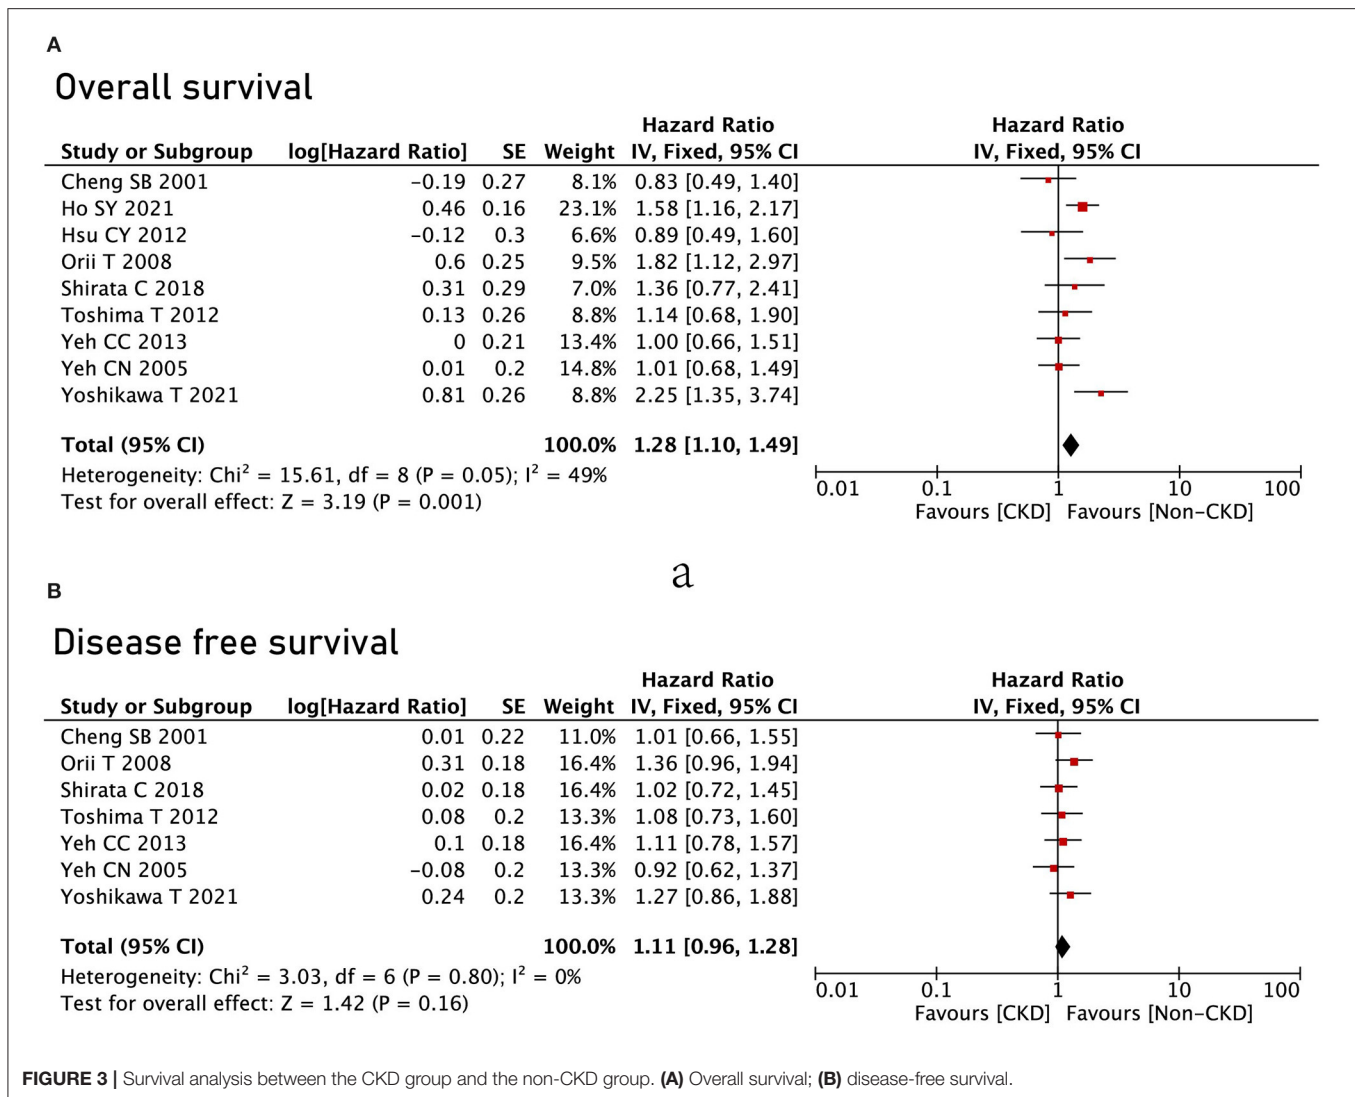 A
Overall survival
Hazard Ratio Hazard Ratio
Study or Subgroup log[Hazard Ratio] SE Weight IV, Fixed, 95% CI IV, Fixed, 95% CI
Cheng SB 2001 −0.19 0.27 8.1% 0.83 [0.49, 1.40]
Ho SY 2021 0.46 0.16 23.1% 1.58 [1.16, 2.17]
Hsu CY 2012 −0.12 0.3 6.6% 0.89 [0.49, 1.60]
Orii T 2008 0.6 0.25 9.5% 1.82 [1.12, 2.97]
Shirata C 2018 0.31 0.29 7.0% 1.36 [0.77, 2.41]
Toshima T 2012 0.13 0.26 8.8% 1.14 [0.68, 1.90]
Yeh CC 2013 0 0.21 13.4% 1.00 [0.66, 1.51]
Yeh CN 2005 0.01 0.2 14.8% 1.01 [0.68, 1.49]
Yoshikawa T 2021 0.81 0.26 8.8% 2.25 [1.35, 3.74]
Total (95% CI) 100.0% 1.28 [1.10, 1.49]
Heterogeneity: Chi² = 15.61, df = 8 (P = 0.05); I² = 49%
Test for overall effect: Z = 3.19 (P = 0.001)
0.01 0.1 1 10 100
Favours [CKD] Favours [Non-CKD]
a
B
Disease free survival
Hazard Ratio Hazard Ratio
Study or Subgroup log[Hazard Ratio] SE Weight IV, Fixed, 95% CI IV, Fixed, 95% CI
Cheng SB 2001 0.01 0.22 11.0% 1.01 [0.66, 1.55]
Orii T 2008 0.31 0.18 16.4% 1.36 [0.96, 1.94]
Shirata C 2018 0.02 0.18 16.4% 1.02 [0.72, 1.45]
Toshima T 2012 0.08 0.2 13.3% 1.08 [0.73, 1.60]
Yeh CC 2013 0.1 0.18 16.4% 1.11 [0.78, 1.57]
Yeh CN 2005 −0.08 0.2 13.3% 0.92 [0.62, 1.37]
Yoshikawa T 2021 0.24 0.2 13.3% 1.27 [0.86, 1.88]
Total (95% CI) 100.0% 1.11 [0.96, 1.28]
Heterogeneity: Chi² = 3.03, df = 6 (P = 0.80); I² = 0%
Test for overall effect: Z = 1.42 (P = 0.16)
0.01 0.1 1 10 100
Favours [CKD] Favours [Non-CKD]
FIGURE 3 | Survival analysis between the CKD group and the non-CKD group. (A) Overall survival; (B) disease-free survival.